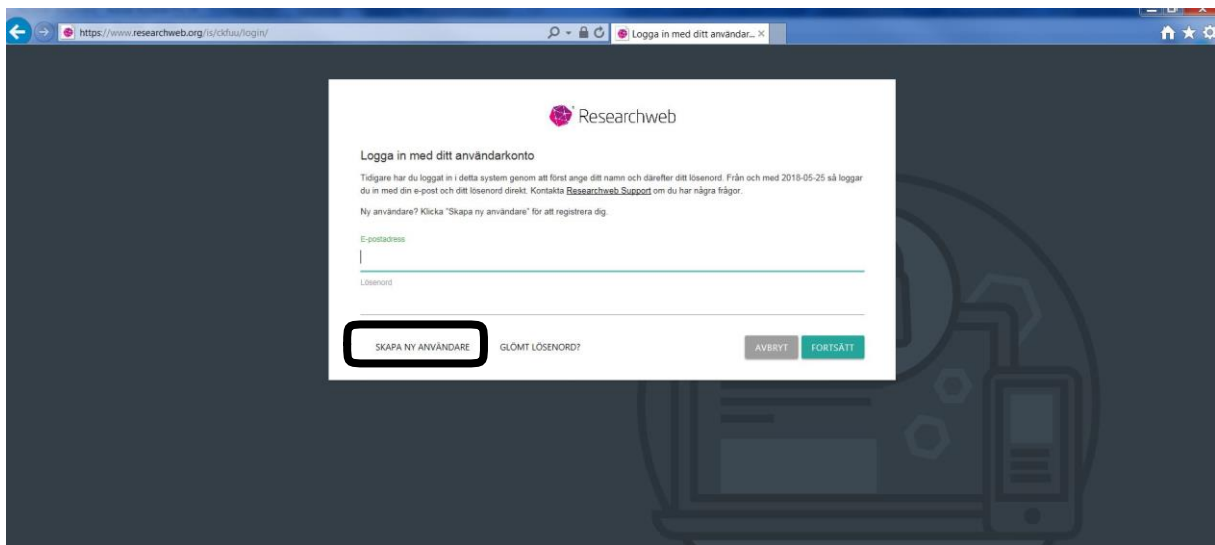 https://www.researchweb.org/is/ckfuu/login/
Logga in med ditt användar...
Researchweb
Logga in med ditt användarkonto
Tidigare har du loggat in i detta system genom att först ange ditt namn och därefter ditt lösenord. Från och med 2018-05-25 så loggar
du in med din e-post och ditt lösenord direkt. Kontakta Researchweb Support om du har några frågor.
Ny användare? Klicka "Skapa ny användare" för att registrera dig.
E-postadress
Lösenord
SKAPA NY ANVÄNDARE GLÖMT LÖSENORD? AVBRYT FORTSÄTT